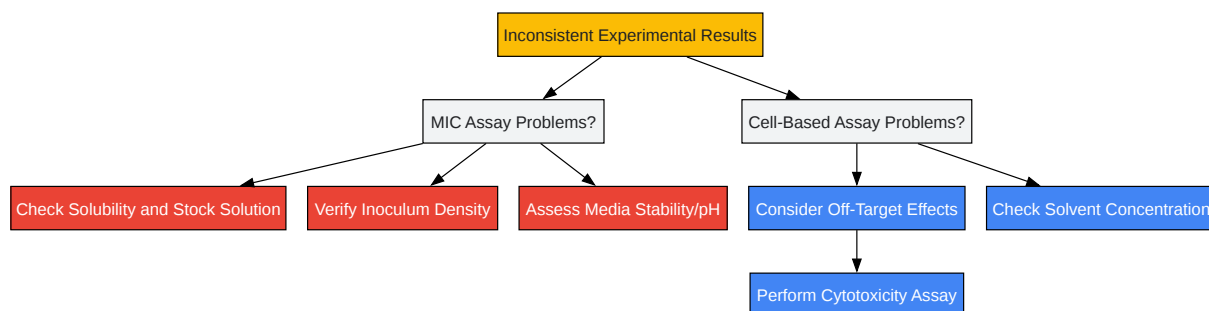 Inconsistent Experimental Results
MIC Assay Problems?
Cell-Based Assay Problems?
Check Solubility and Stock Solution
Verify Inoculum Density
Assess Media Stability/pH
Consider Off-Target Effects
Check Solvent Concentration
Perform Cytotoxicity Assay